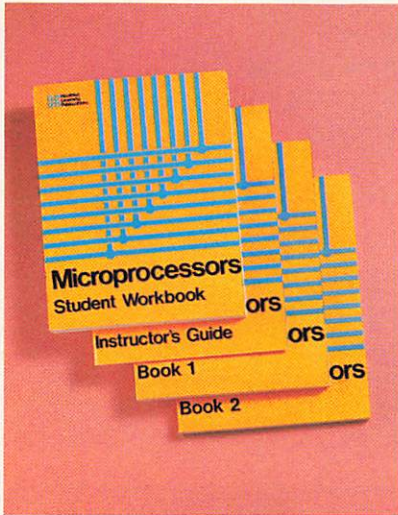 Microprocessors
Student Workbook
ors
Instructor's Guide
ors
Book 1
ors
Book 2